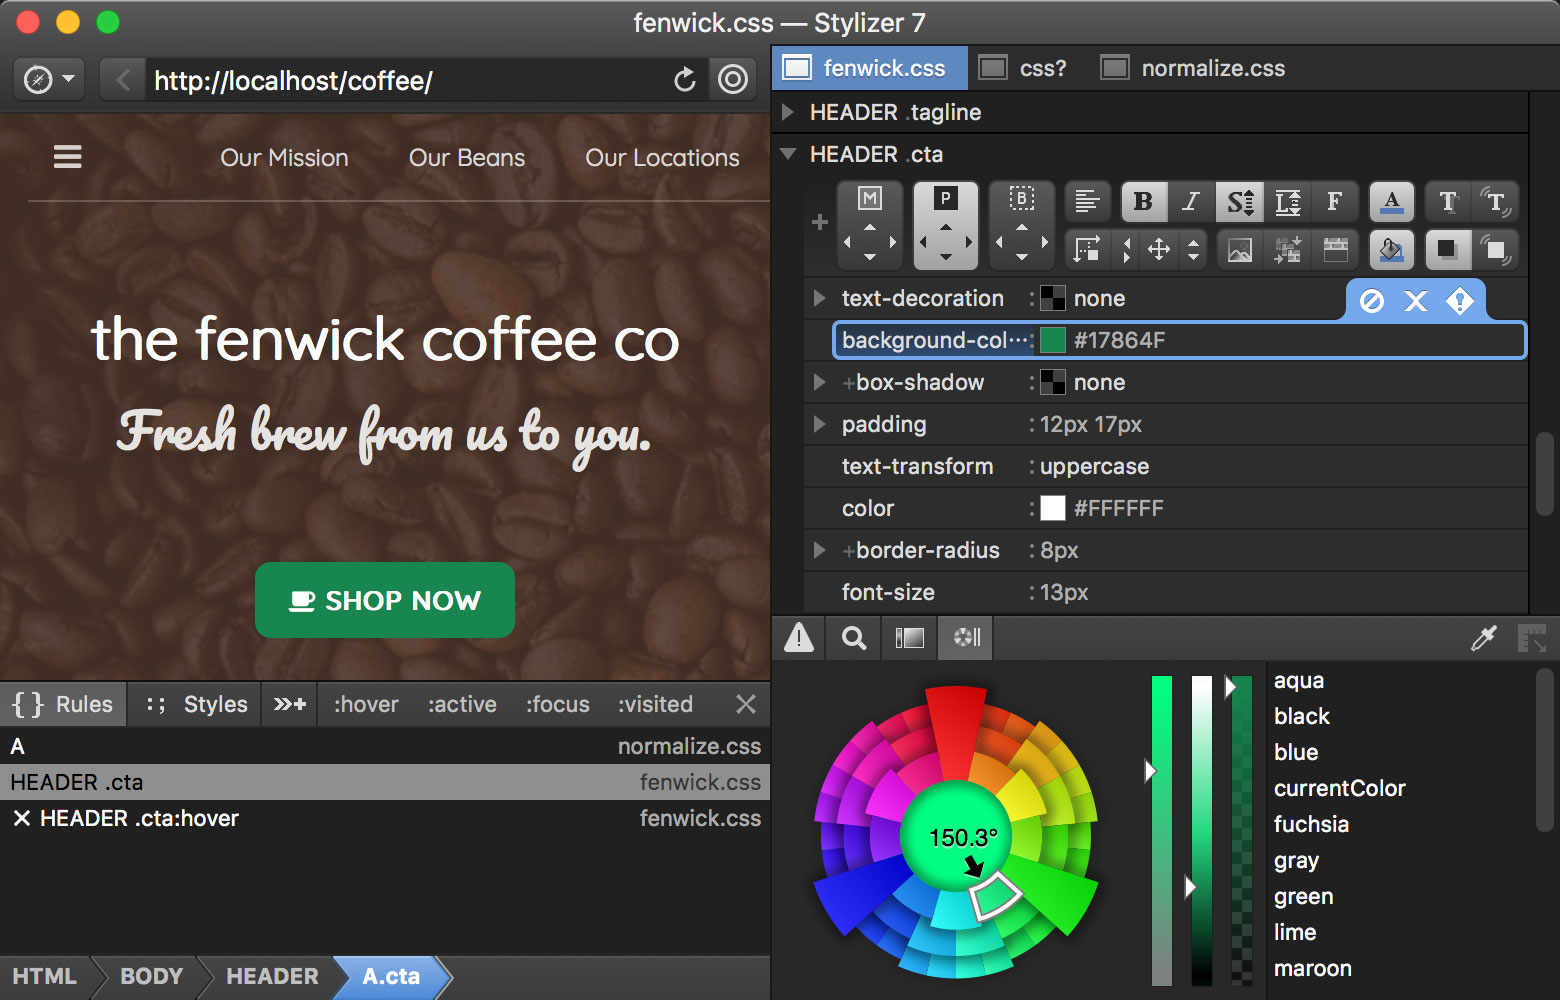 fenwick.css — Stylizer 7
http://localhost/coffee/
fenwick.css css? normalize.css
Our Mission Our Beans Our Locations
the fenwick coffee co
Fresh brew from us to you.
SHOP NOW
HEADER .tagline
HEADER .cta
M P B B I S L F A T T
text-decoration : none
background-col··· : #17864F
+box-shadow : none
padding : 12px 17px
text-transform : uppercase
color : #FFFFFF
+border-radius : 8px
font-size : 13px
{ } Rules :; Styles :hover :active :focus :visited
A normalize.css
HEADER .cta fenwick.css
HEADER .cta:hover fenwick.css
HTML BODY HEADER A.cta
150.3°
aqua
black
blue
currentColor
fuchsia
gray
green
lime
maroon